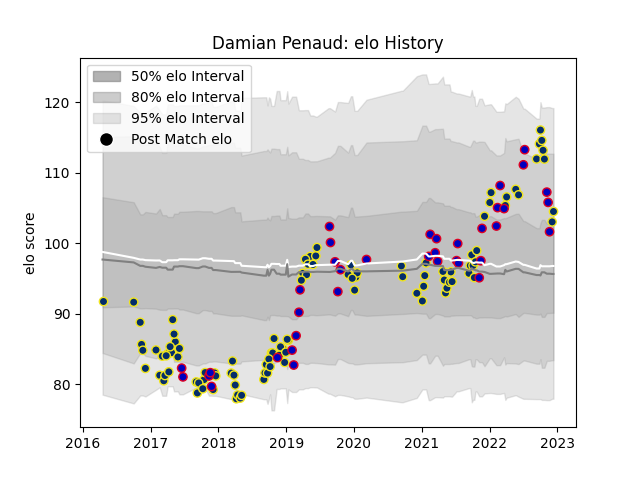 Damian Penaud: elo History
50% elo Interval
80% elo Interval
95% elo Interval
Post Match elo
elo score
120
110
100
90
80
2016
2017
2018
2019
2020
2021
2022
2023